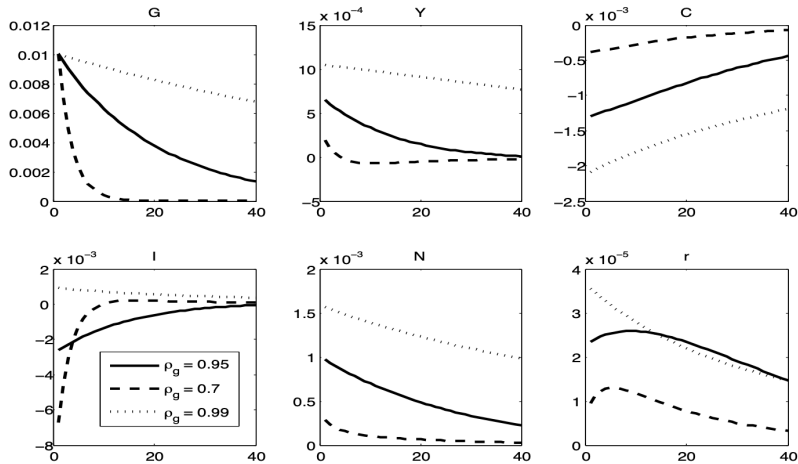 G
0.012
0.01
0.008
0.006
0.004
0.002
0
0 20 40
Y
x 10⁻⁴
15
10
5
0
−5
0 20 40
C
x 10⁻³
0
−0.5
−1
−1.5
−2
−2.5
0 20 40
I
x 10⁻³
2
0
−2
−4
−6
−8
0 20 40
ρg = 0.95
ρg = 0.7
ρg = 0.99
N
x 10⁻³
2
1.5
1
0.5
0
0 20 40
r
x 10⁻⁵
4
3
2
1
0
0 20 40